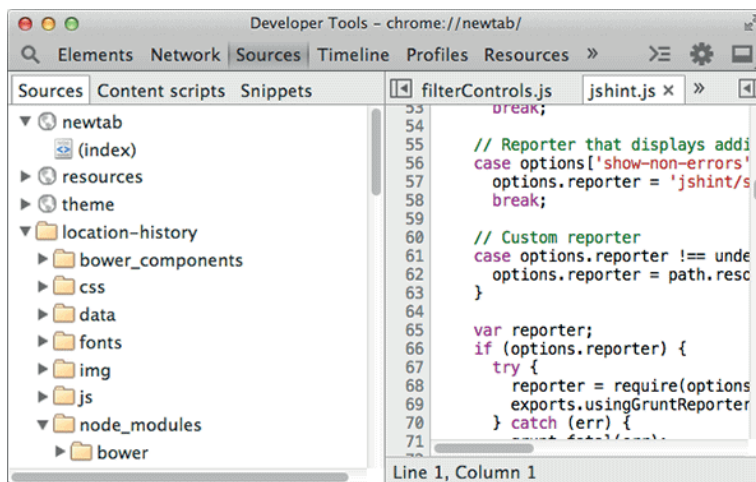 Developer Tools - chrome://newtab/
Elements Network Sources Timeline Profiles Resources »
Sources Content scripts Snippets
newtab
(index)
resources
theme
location-history
bower_components
css
data
fonts
img
js
node_modules
bower
filterControls.js jshint.js × »
53 break;
54
55 // Reporter that displays addi
56 case options['show-non-errors'
57 options.reporter = 'jshint/s
58 break;
59
60 // Custom reporter
61 case options.reporter !== unde
62 options.reporter = path.reso
63 }
64
65 var reporter;
66 if (options.reporter) {
67 try {
68 reporter = require(options
69 exports.usingGruntReporter
70 } catch (err) {
71 grunt.fatal(err);
Line 1, Column 1